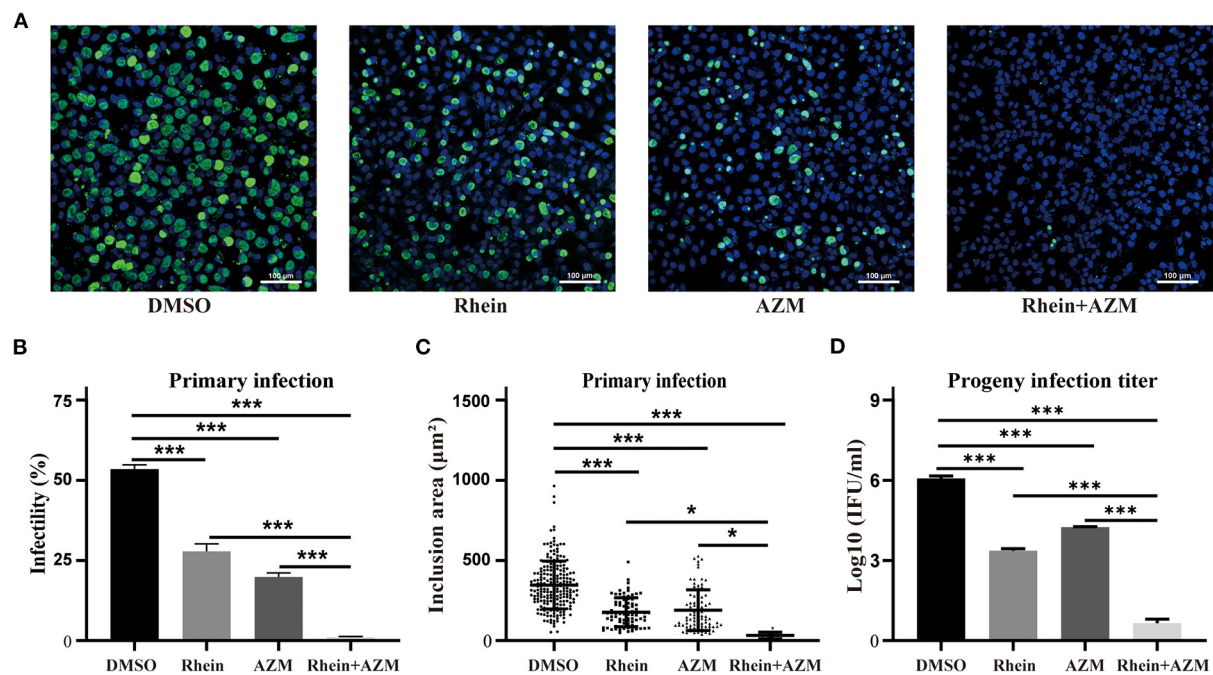 A
100 μm
100 μm
100 μm
100 μm
DMSO
Rhein
AZM
Rhein+AZM
B
Primary infection
Infectility (%)
75
50
25
0
***
***
***
***
***
DMSO
Rhein
AZM
Rhein+AZM
C
Primary infection
Inclusion area (μm²)
1500
1000
500
0
***
***
***
*
*
DMSO
Rhein
AZM
Rhein+AZM
D
Progeny infection titer
Log10 (IFU/ml)
9
6
3
0
***
***
***
***
***
DMSO
Rhein
AZM
Rhein+AZM